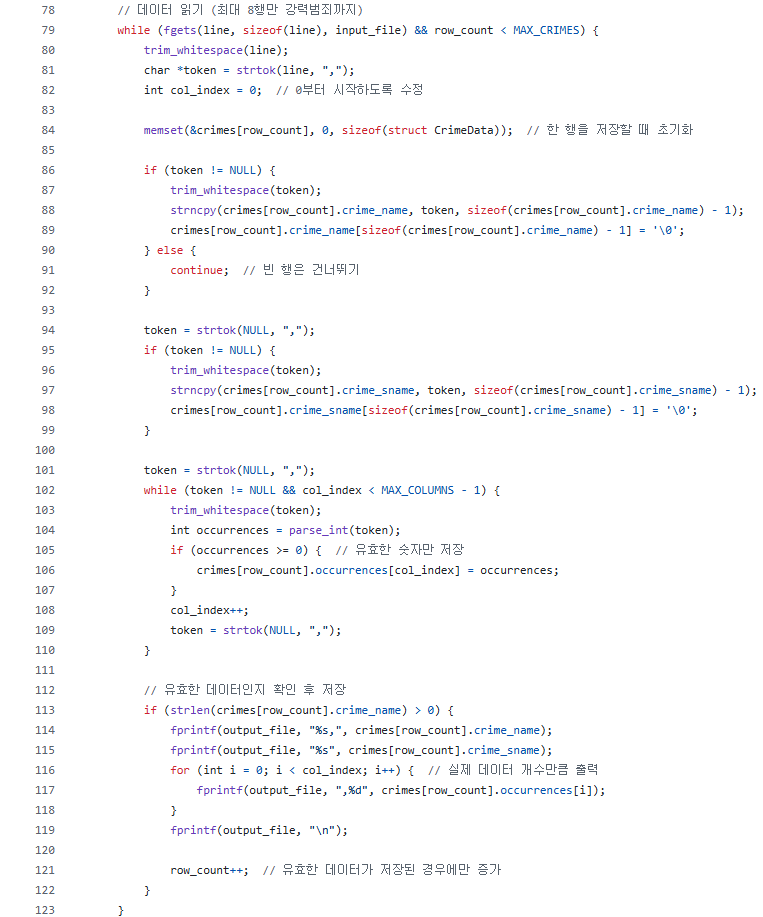 78 // 데이터 읽기 (최대 8행만 강력범죄까지)
79 while (fgets(line, sizeof(line), input_file) && row_count < MAX_CRIMES) {
80 trim_whitespace(line);
81 char *token = strtok(line, ",");
82 int col_index = 0; // 0부터 시작하도록 수정
83
84 memset(&crimes[row_count], 0, sizeof(struct CrimeData)); // 한 행을 저장할 때 초기화
85
86 if (token != NULL) {
87 trim_whitespace(token);
88 strncpy(crimes[row_count].crime_name, token, sizeof(crimes[row_count].crime_name) - 1);
89 crimes[row_count].crime_name[sizeof(crimes[row_count].crime_name) - 1] = '\0';
90 } else {
91 continue; // 빈 행은 건너뛰기
92 }
93
94 token = strtok(NULL, ",");
95 if (token != NULL) {
96 trim_whitespace(token);
97 strncpy(crimes[row_count].crime_sname, token, sizeof(crimes[row_count].crime_sname) - 1);
98 crimes[row_count].crime_sname[sizeof(crimes[row_count].crime_sname) - 1] = '\0';
99 }
100
101 token = strtok(NULL, ",");
102 while (token != NULL && col_index < MAX_COLUMNS - 1) {
103 trim_whitespace(token);
104 int occurrences = parse_int(token);
105 if (occurrences >= 0) { // 유효한 숫자만 저장
106 crimes[row_count].occurrences[col_index] = occurrences;
107 }
108 col_index++;
109 token = strtok(NULL, ",");
110 }
111
112 // 유효한 데이터인지 확인 후 저장
113 if (strlen(crimes[row_count].crime_name) > 0) {
114 fprintf(output_file, "%s,", crimes[row_count].crime_name);
115 fprintf(output_file, "%s", crimes[row_count].crime_sname);
116 for (int i = 0; i < col_index; i++) { // 실제 데이터 개수만큼 출력
117 fprintf(output_file, ",%d", crimes[row_count].occurrences[i]);
118 }
119 fprintf(output_file, "\n");
120
121 row_count++; // 유효한 데이터가 저장된 경우에만 증가
122 }
123 }